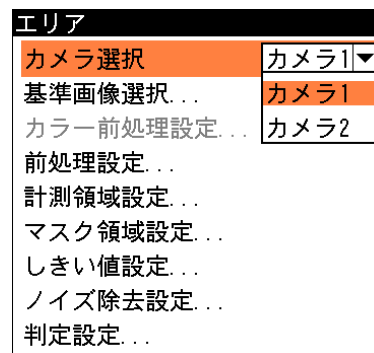 エリア
カメラ選択 カメラ1
基準画像選択... カメラ1
カラー前処理設定... カメラ2
前処理設定...
計測領域設定...
マスク領域設定...
しきい値設定...
ノイズ除去設定...
判定設定...